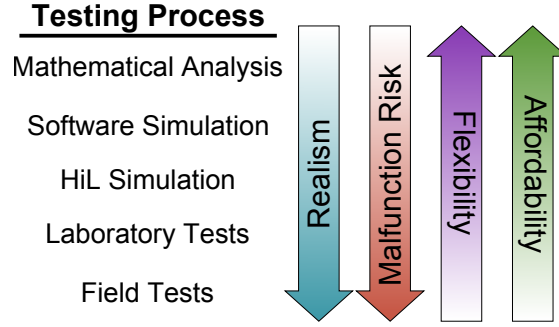 Testing Process
Mathematical Analysis
Software Simulation
HiL Simulation
Laboratory Tests
Field Tests
Realism
Malfunction Risk
Flexibility
Affordability